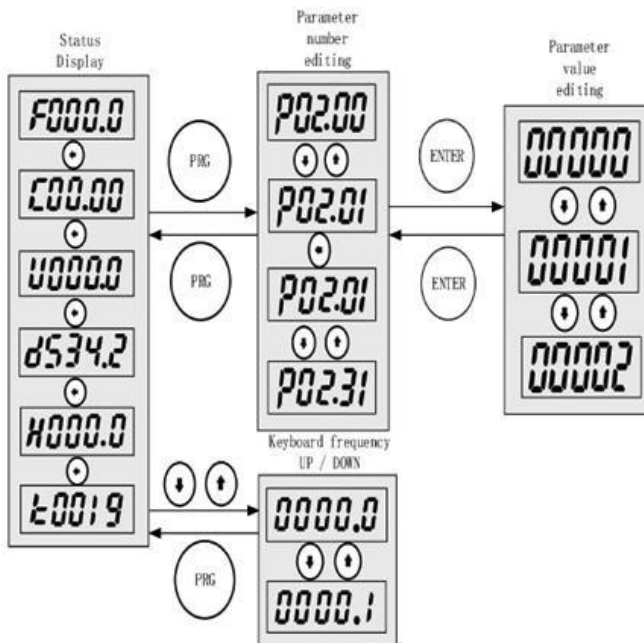 Status
Display
F000.0
C00.00
U000.0
d534.2
H000.0
t0019
PRG
PRG
Parameter
number
editing
P02.00
P02.01
P02.01
P02.31
ENTER
ENTER
Parameter
value
editing
00000
00001
00002
Keyboard frequency
UP / DOWN
PRG
0000.0
0000.1